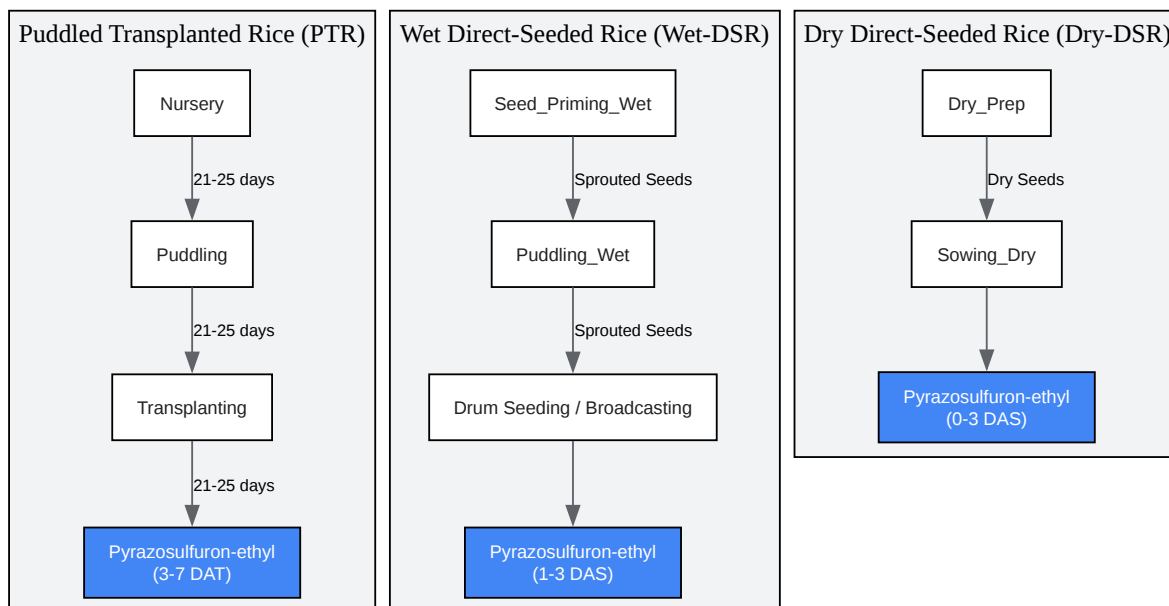 Puddled Transplanted Rice (PTR)
Nursery
21-25 days
Puddling
21-25 days
Transplanting
21-25 days
Pyrazosulfuron-ethyl
(3-7 DAT)
Wet Direct-Seeded Rice (Wet-DSR)
Seed_Priming_Wet
Sprouted Seeds
Puddling_Wet
Sprouted Seeds
Drum Seeding / Broadcasting
Pyrazosulfuron-ethyl
(1-3 DAS)
Dry Direct-Seeded Rice (Dry-DSR)
Dry_Prep
Dry Seeds
Sowing_Dry
Pyrazosulfuron-ethyl
(0-3 DAS)